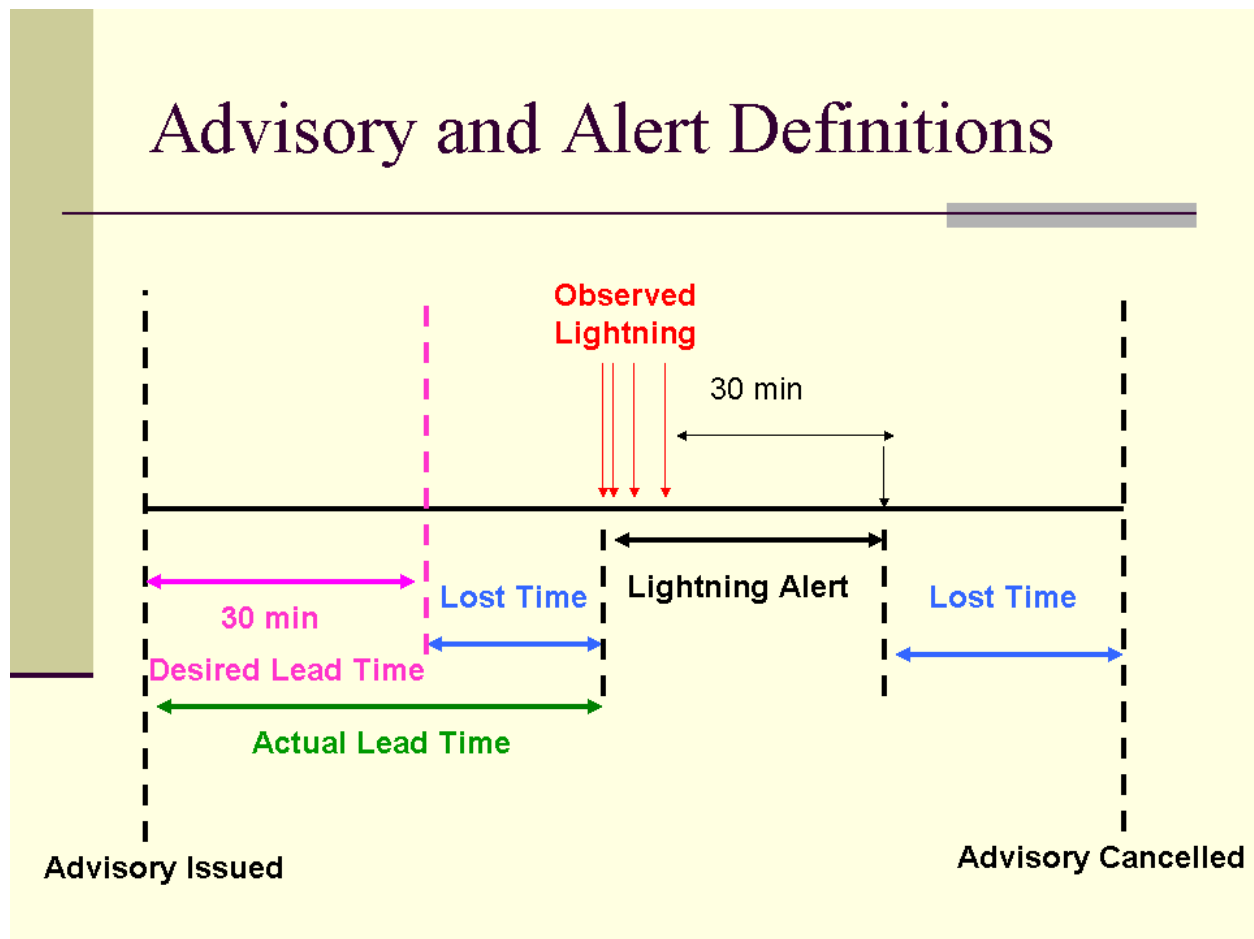 Advisory and Alert Definitions
Observed
Lightning
30 min
Lost Time
Lightning Alert
Lost Time
30 min
Desired Lead Time
Actual Lead Time
Advisory Issued
Advisory Cancelled